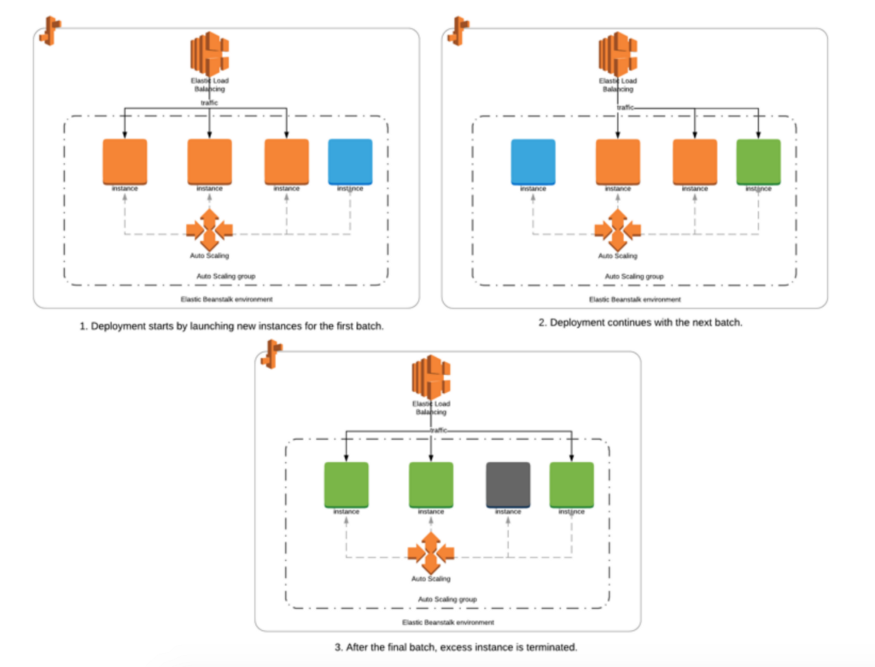 Elastic Load
Balancing
traffic
instance
instance
instance
instance
Auto Scaling
Auto Scaling group
Elastic Beanstalk environment
1. Deployment starts by launching new instances for the first batch.
Elastic Load
Balancing
traffic
instance
instance
instance
instance
Auto Scaling
Auto Scaling group
Elastic Beanstalk environment
2. Deployment continues with the next batch.
Elastic Load
Balancing
traffic
instance
instance
instance
instance
Auto Scaling
Auto Scaling group
Elastic Beanstalk environment
3. After the final batch, excess instance is terminated.